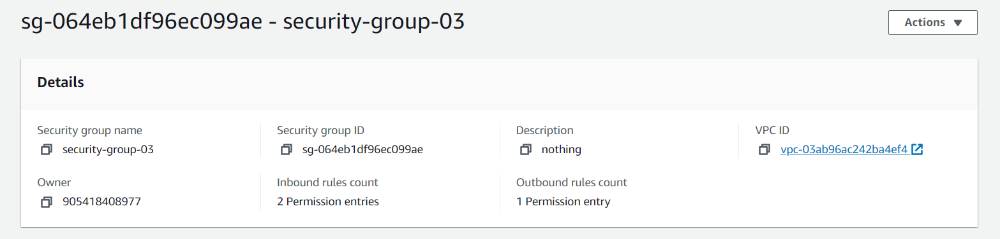 sg-064eb1df96ec099ae - security-group-03
Actions
Details
Security group name
security-group-03
Security group ID
sg-064eb1df96ec099ae
Description
nothing
VPC ID
vpc-03ab96ac242ba4ef4
Owner
905418408977
Inbound rules count
2 Permission entries
Outbound rules count
1 Permission entry